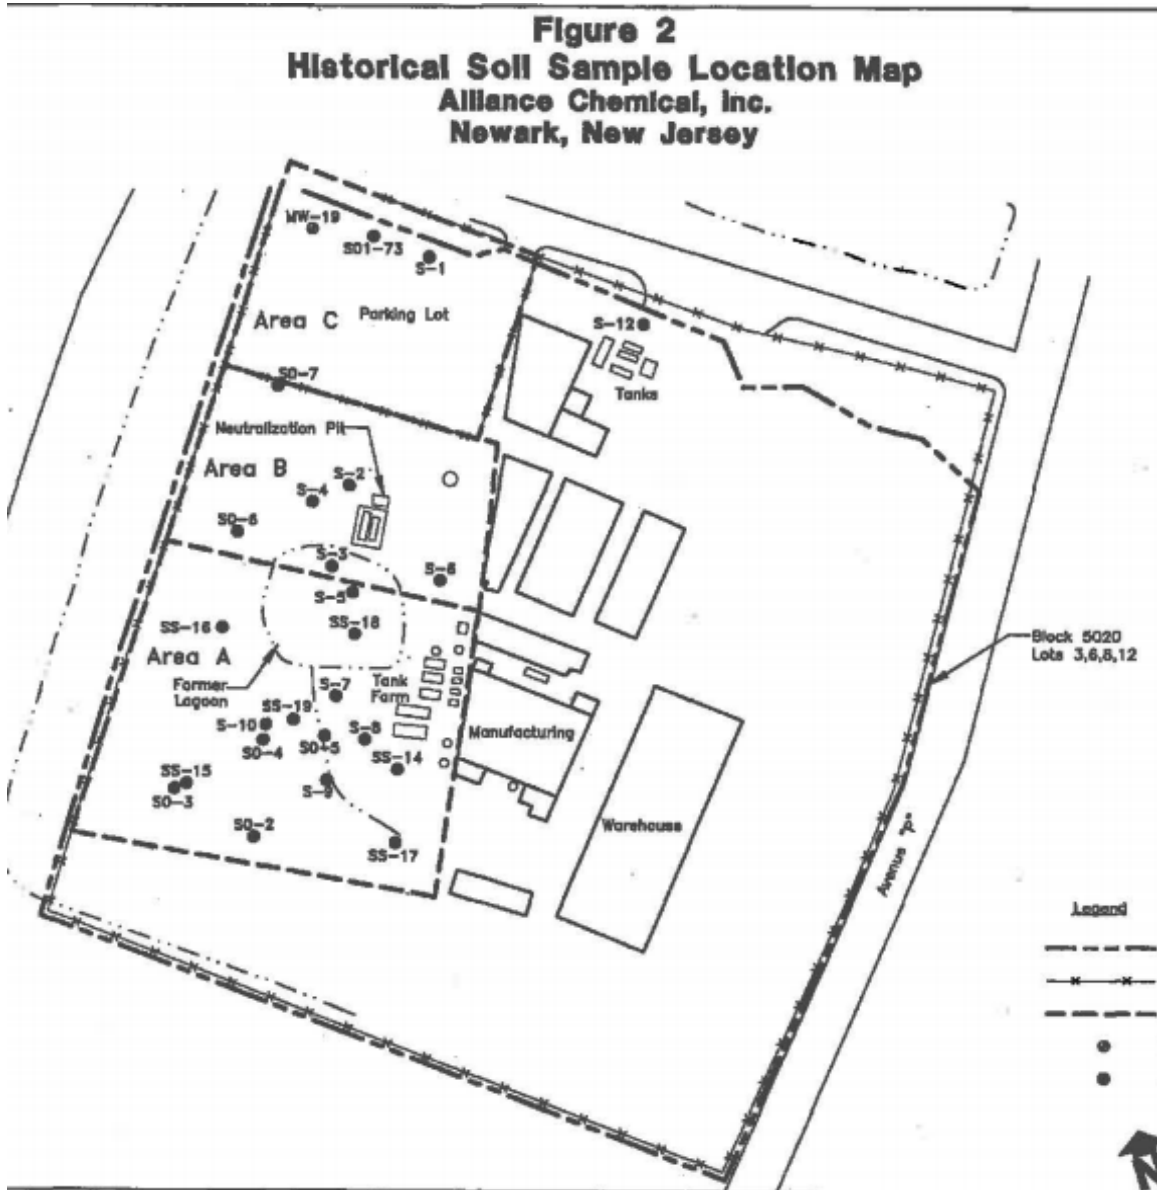 Figure 2
Historical Soil Sample Location Map
Alliance Chemical, Inc.
Newark, New Jersey
MW-19
SO1-73
S-1
Area C
Parking Lot
S-12
Tanks
SO-7
Neutralization Pit
Area B
S-2
S-4
SO-6
S-3
S-6
S-5
SS-16
SS-18
Area A
Block 5020
Lots 3,6,8,12
Former
Lagoon
S-7
Tank
Farm
SS-19
S-10
SO-4
SO-5
S-8
Manufacturing
SS-14
SS-15
SO-3
S-9
SO-2
SS-17
Warehouse
Avenue "P"
Legend
N